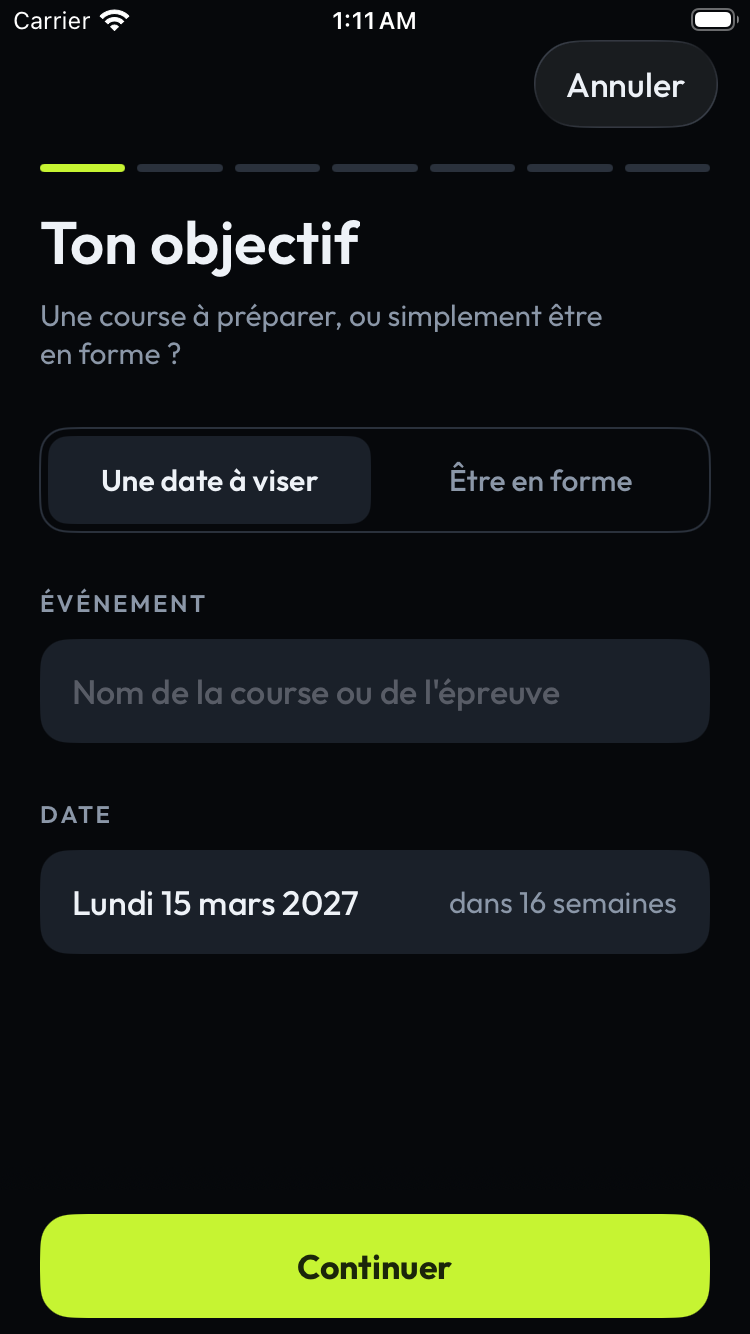 Carrier 1:11 AM
Annuler
Ton objectif
Une course à préparer, ou simplement être
en forme ?
Une date à viser Être en forme
ÉVÉNEMENT
Nom de la course ou de l'épreuve
DATE
Lundi 15 mars 2027 dans 16 semaines
Continuer